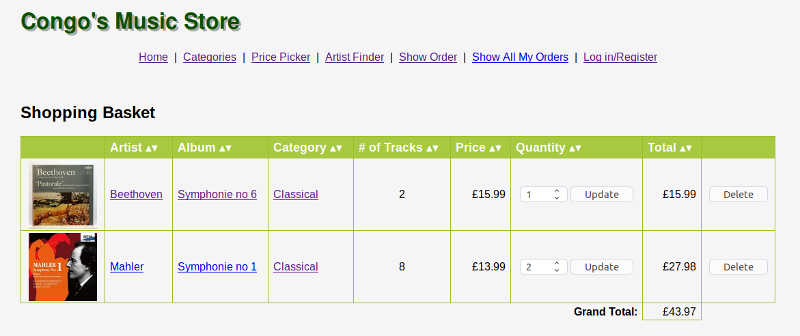 Congo's Music Store
Home | Categories | Price Picker | Artist Finder | Show Order | Show All My Orders | Log in/Register
Shopping Basket
Artist ▲▼ Album ▲▼ Category ▲▼ # of Tracks ▲▼ Price ▲▼ Quantity ▲▼ Total ▲▼
Beethoven
"Pastorale"
Beethoven Symphonie no 6 Classical 2 £15.99 1 Update £15.99 Delete
MAHLER
Symphony No. 1
Mahler Symphonie no 1 Classical 8 £13.99 2 Update £27.98 Delete
Grand Total: £43.97